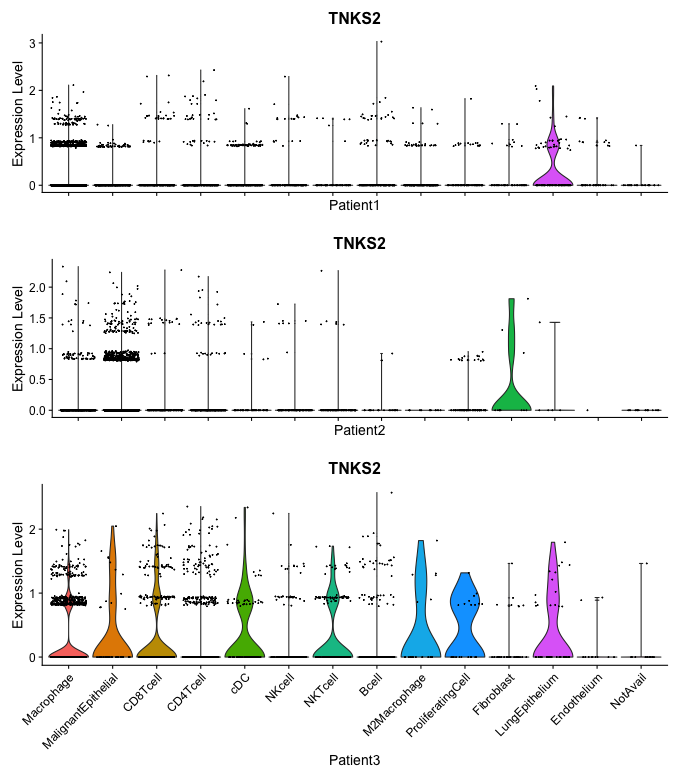 TNKS2
Expression Level
3
2
1
0
Patient1
TNKS2
Expression Level
2.0
1.5
1.0
0.5
0.0
Patient2
TNKS2
Expression Level
2
1
0
Macrophage
MalignantEpithelial
CD8Tcell
CD4Tcell
cDC
NKcell
NKTcell
Bcell
M2Macrophage
ProliferatingCell
Fibroblast
LungEpithelium
Endothelium
NotAvail
Patient3